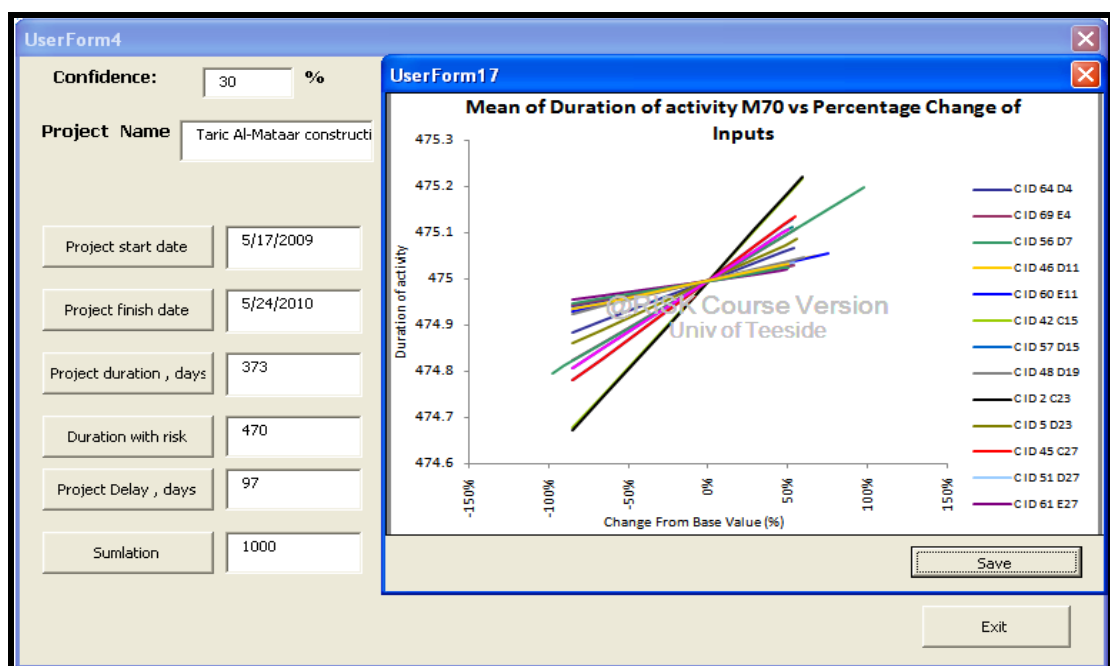 UserForm4
Confidence:
30
%
Project Name
Taric Al-Mataar constructi
Project start date
5/17/2009
Project finish date
5/24/2010
Project duration , days
373
Duration with risk
470
Project Delay , days
97
Sumlation
1000
UserForm17
Mean of Duration of activity M70 vs Percentage Change of
Inputs
Duration of activity
475.3
475.2
475.1
475
474.9
474.8
474.7
474.6
-150%
-100%
-50%
0%
50%
100%
150%
Change From Base Value (%)
@RISK Course Version
Univ of Teeside
C ID 64 D4
C ID 69 E4
C ID 56 D7
C ID 46 D11
C ID 60 E11
C ID 42 C15
C ID 57 D15
C ID 48 D19
C ID 2 C23
C ID 5 D23
C ID 45 C27
C ID 51 D27
C ID 61 E27
Save
Exit